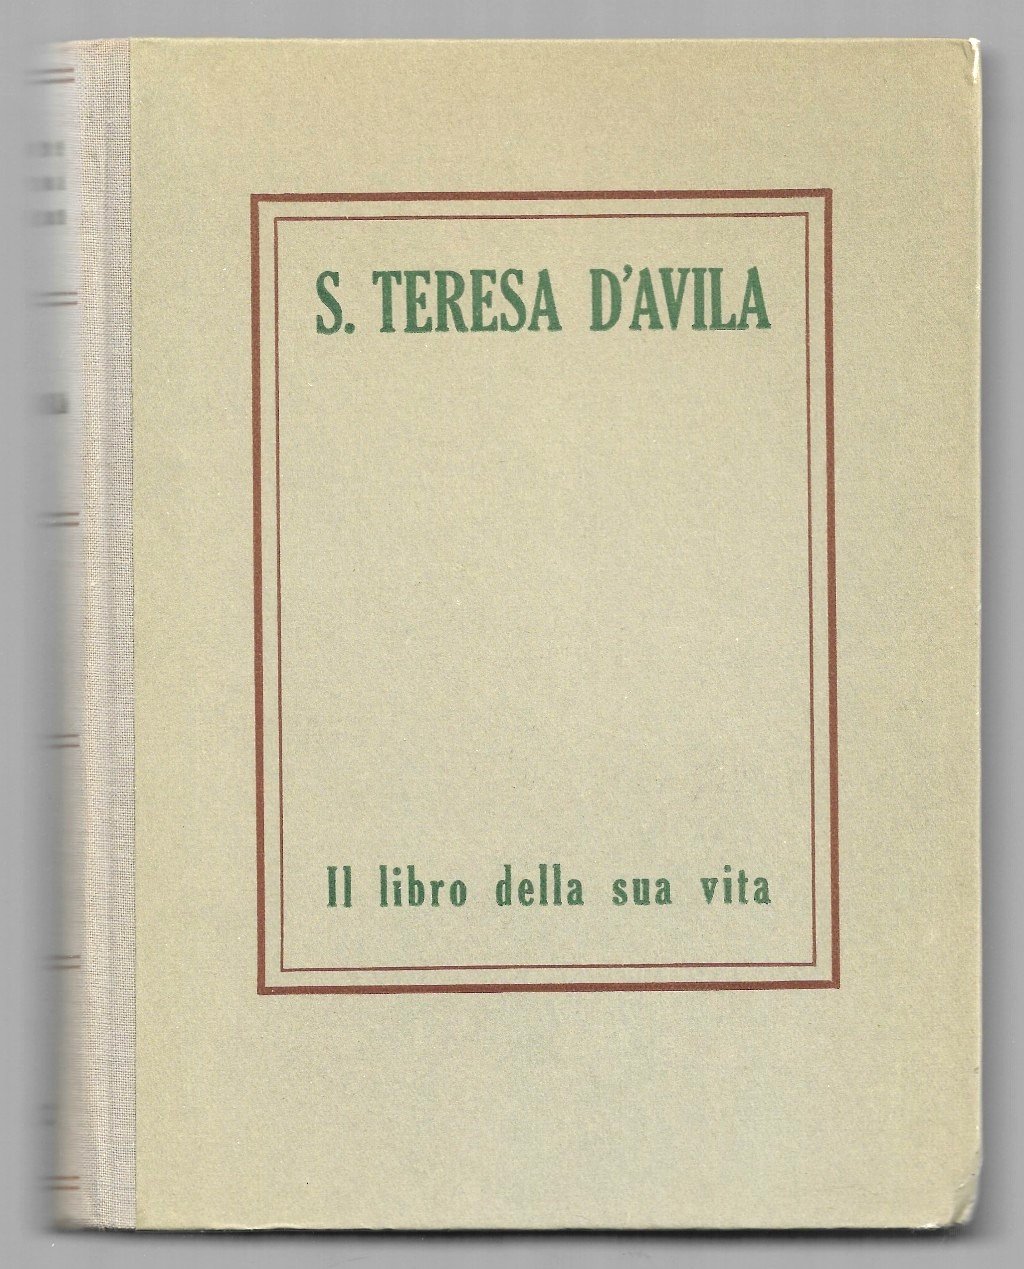 S. TERESA D'AVILA
Il libro della sua vita